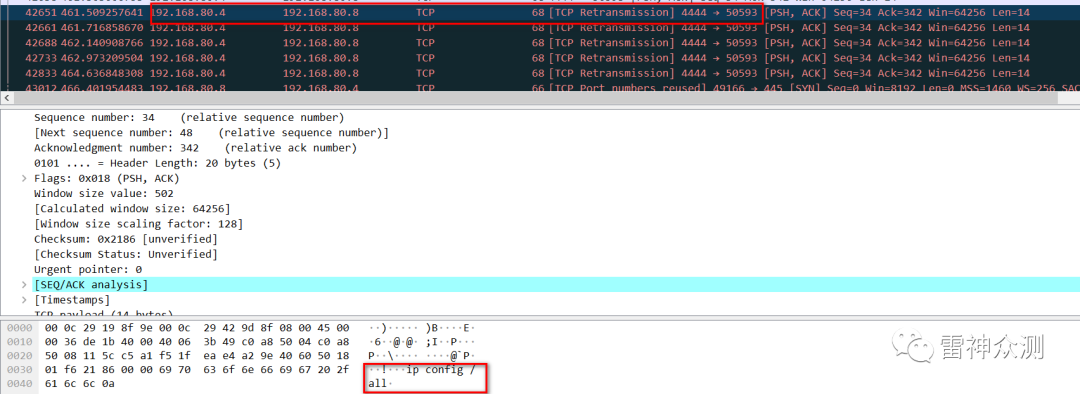 42651 461.509257641 192.168.80.4 192.168.80.8 TCP 68 [TCP Retransmission] 4444 → 50593 [PSH, ACK] Seq=34 Ack=342 Win=64256 Len=14
42661 461.716858670 192.168.80.4 192.168.80.8 TCP 68 [TCP Retransmission] 4444 → 50593 [PSH, ACK] Seq=34 Ack=342 Win=64256 Len=14
42688 462.140908766 192.168.80.4 192.168.80.8 TCP 68 [TCP Retransmission] 4444 → 50593 [PSH, ACK] Seq=34 Ack=342 Win=64256 Len=14
42733 462.973209504 192.168.80.4 192.168.80.8 TCP 68 [TCP Retransmission] 4444 → 50593 [PSH, ACK] Seq=34 Ack=342 Win=64256 Len=14
42833 464.636848308 192.168.80.4 192.168.80.8 TCP 68 [TCP Retransmission] 4444 → 50593 [PSH, ACK] Seq=34 Ack=342 Win=64256 Len=14
43012 466.401954483 192.168.80.8 192.168.80.4 TCP 66 [TCP Port numbers reused] 49166 → 445 [SYN] Seq=0 Win=8192 Len=0 MSS=1460 WS=256
Sequence number: 34 (relative sequence number)
[Next sequence number: 48 (relative sequence number)]
Acknowledgment number: 342 (relative ack number)
0101 .... = Header Length: 20 bytes (5)
Flags: 0x018 (PSH, ACK)
Window size value: 502
[Calculated window size: 64256]
[Window size scaling factor: 128]
Checksum: 0x2186 [unverified]
[Checksum Status: Unverified]
Urgent pointer: 0
[SEQ/ACK analysis]
[Timestamps]
TCP payload (14 bytes)
0000 00 0c 29 19 8f 9e 00 0c 29 42 9d 8f 08 00 45 00 ··)····· )B····E·
0010 00 36 de 1b 40 00 40 06 3b 49 c0 a8 50 04 c0 a8 ·6··@·@· ;I··P···
0020 50 08 11 5c c5 a1 f5 1f ea e4 a2 9e 40 60 50 18 P··\···· ····@`P·
0030 01 f6 21 86 00 00 69 70 63 6f 6e 66 69 67 20 2f ··!···ip config /
0040 61 6c 6c 0a all·
雷神众测